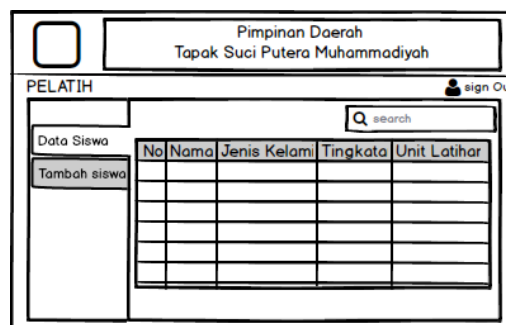 Pimpinan Daerah
Tapak Suci Putera Muhammadiyah
PELATIH
sign Ou
search
Data Siswa
Tambah siswa
No Nama Jenis Kelami Tingkata Unit Latihar